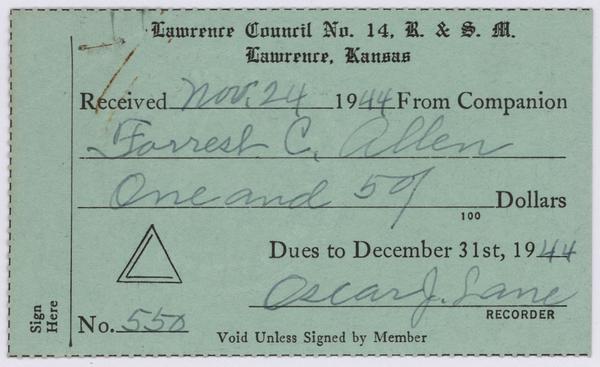 Lawrence Council No. 14, R. & S. M.
Lawrence, Kansas
Received Nov. 24 1944 From Companion
Forrest C. Allen
One and 50/100 Dollars
Dues to December 31st, 1944
Oscar J. Lane
RECORDER
No. 550
Void Unless Signed by Member
Sign Here